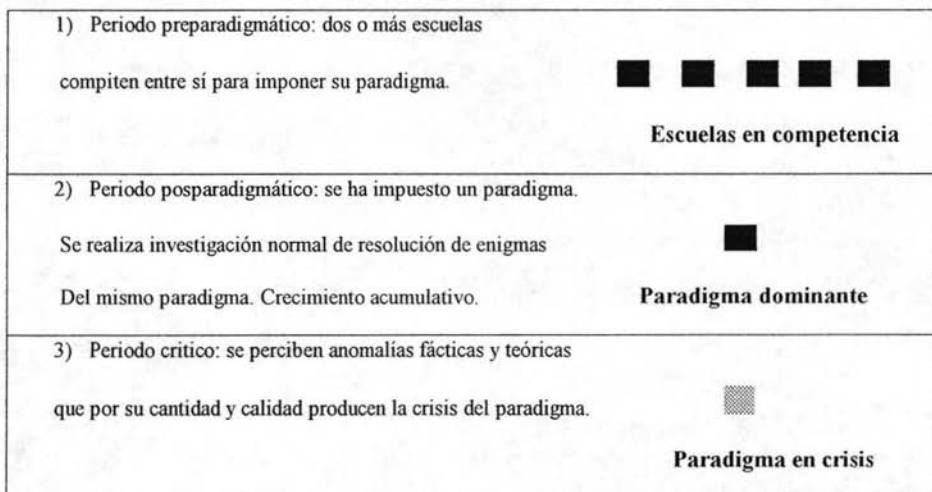 1) Periodo preparadigmático: dos o más escuelas
compiten entre sí para imponer su paradigma.
Escuelas en competencia
2) Periodo posparadigmático: se ha impuesto un paradigma.
Se realiza investigación normal de resolución de enigmas
Del mismo paradigma. Crecimiento acumulativo.
Paradigma dominante
3) Periodo critico: se perciben anomalías fácticas y teóricas
que por su cantidad y calidad producen la crisis del paradigma.
Paradigma en crisis